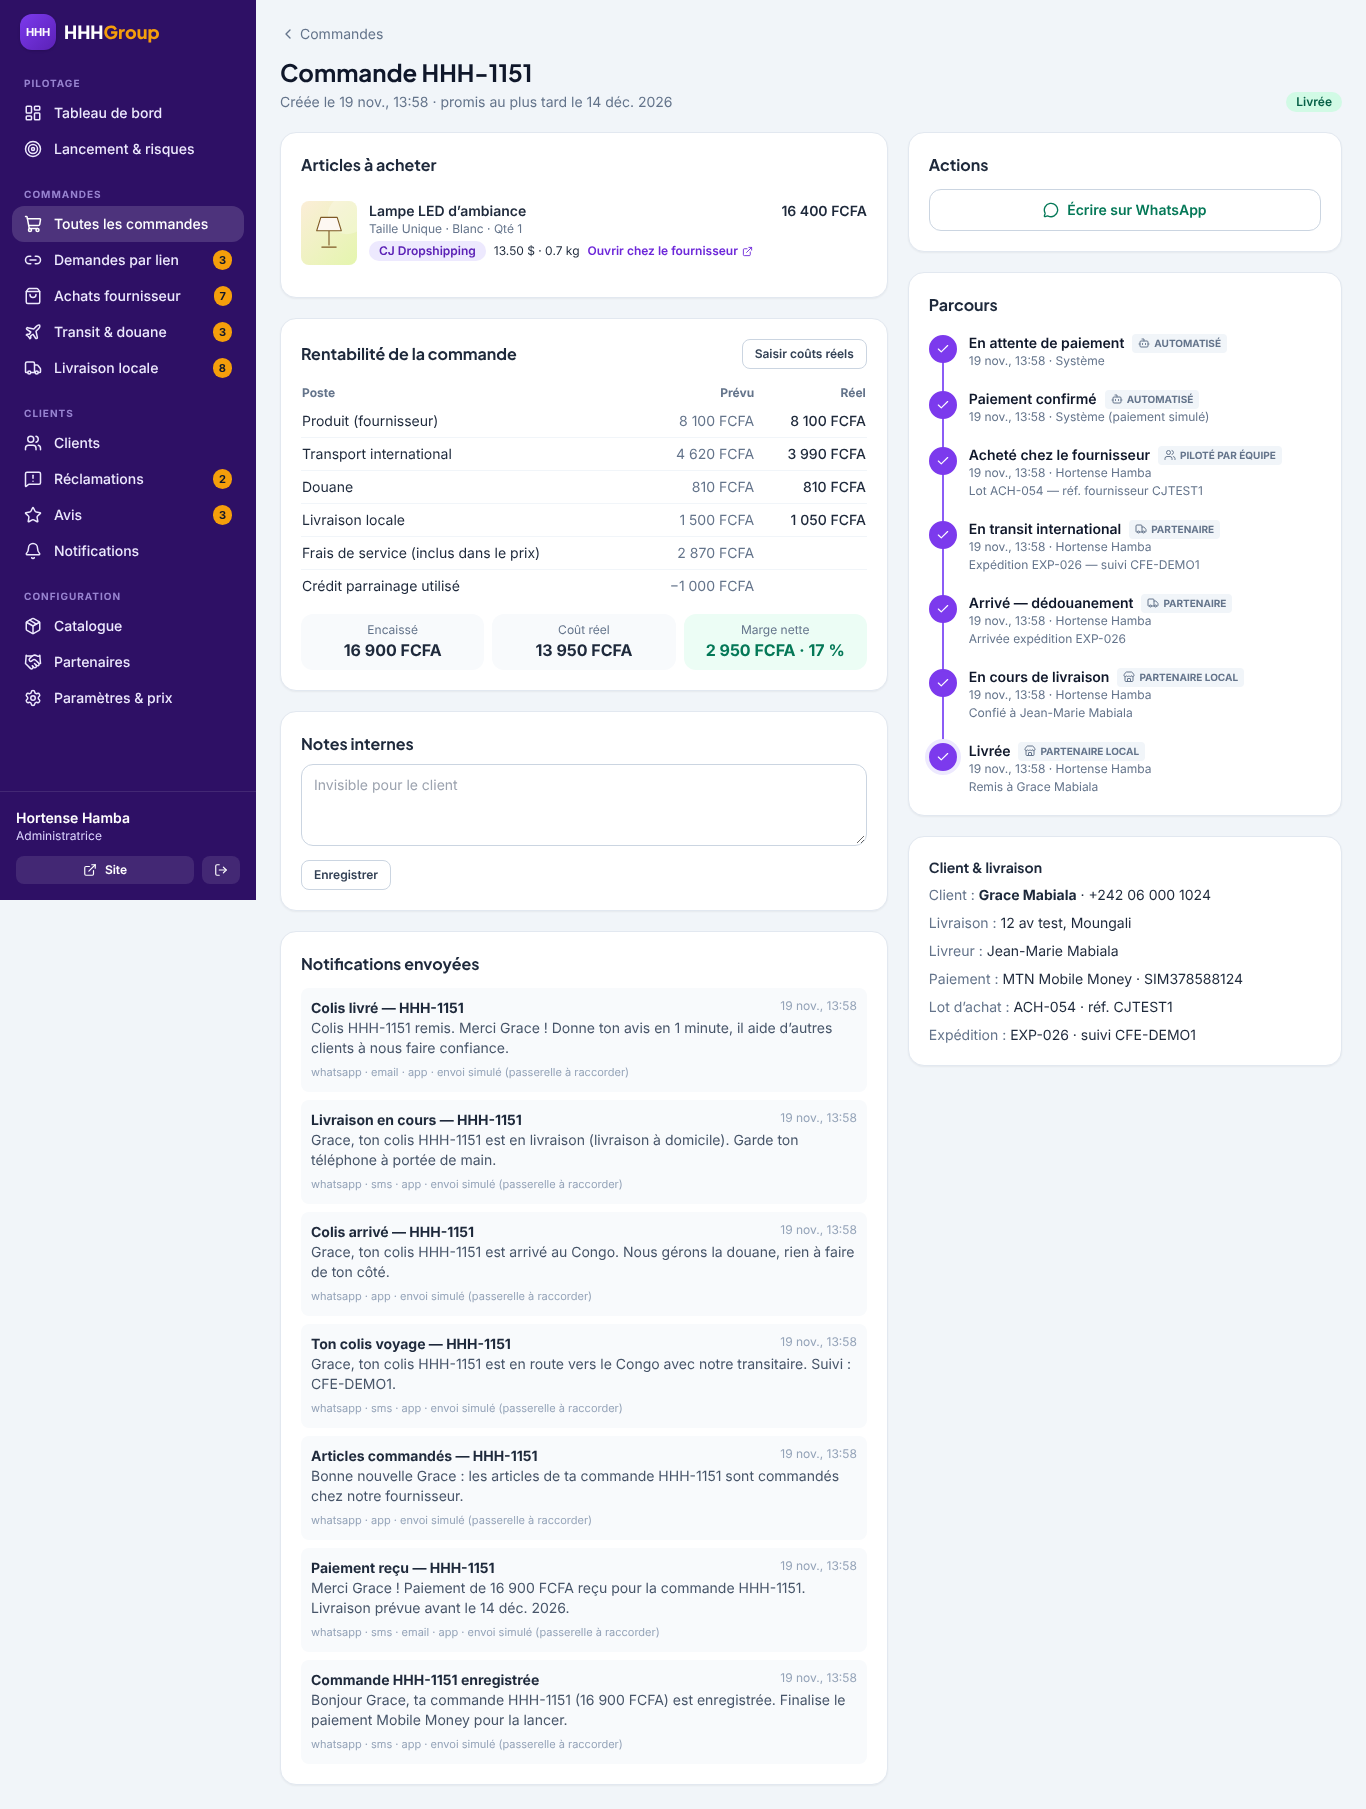 HHH HHHGroup
PILOTAGE
Tableau de bord
Lancement & risques
COMMANDES
Toutes les commandes
Demandes par lien 3
Achats fournisseur 7
Transit & douane 3
Livraison locale 8
CLIENTS
Clients
Réclamations 2
Avis 3
Notifications
CONFIGURATION
Catalogue
Partenaires
Paramètres & prix
Hortense Hamba
Administratrice
Site
Commandes
Commande HHH-1151
Créée le 19 nov., 13:58 · promis au plus tard le 14 déc. 2026
Livrée
Articles à acheter
Lampe LED d’ambiance 16 400 FCFA
Taille Unique · Blanc · Qté 1
CJ Dropshipping 13.50 $ · 0.7 kg Ouvrir chez le fournisseur
Rentabilité de la commande Saisir coûts réels
Poste Prévu Réel
Produit (fournisseur) 8 100 FCFA 8 100 FCFA
Transport international 4 620 FCFA 3 990 FCFA
Douane 810 FCFA 810 FCFA
Livraison locale 1 500 FCFA 1 050 FCFA
Frais de service (inclus dans le prix) 2 870 FCFA
Crédit parrainage utilisé −1 000 FCFA
Encaissé Coût réel Marge nette
16 900 FCFA 13 950 FCFA 2 950 FCFA · 17 %
Notes internes
Invisible pour le client
Enregistrer
Notifications envoyées
Colis livré — HHH-1151 19 nov., 13:58
Colis HHH-1151 remis. Merci Grace ! Donne ton avis en 1 minute, il aide d’autres
clients à nous faire confiance.
whatsapp · email · app · envoi simulé (passerelle à raccorder)
Livraison en cours — HHH-1151 19 nov., 13:58
Grace, ton colis HHH-1151 est en livraison (livraison à domicile). Garde ton
téléphone à portée de main.
whatsapp · sms · app · envoi simulé (passerelle à raccorder)
Colis arrivé — HHH-1151 19 nov., 13:58
Grace, ton colis HHH-1151 est arrivé au Congo. Nous gérons la douane, rien à faire
de ton côté.
whatsapp · app · envoi simulé (passerelle à raccorder)
Ton colis voyage — HHH-1151 19 nov., 13:58
Grace, ton colis HHH-1151 est en route vers le Congo avec notre transitaire. Suivi :
CFE-DEMO1.
whatsapp · sms · app · envoi simulé (passerelle à raccorder)
Articles commandés — HHH-1151 19 nov., 13:58
Bonne nouvelle Grace : les articles de ta commande HHH-1151 sont commandés
chez notre fournisseur.
whatsapp · app · envoi simulé (passerelle à raccorder)
Paiement reçu — HHH-1151 19 nov., 13:58
Merci Grace ! Paiement de 16 900 FCFA reçu pour la commande HHH-1151.
Livraison prévue avant le 14 déc. 2026.
whatsapp · sms · email · app · envoi simulé (passerelle à raccorder)
Commande HHH-1151 enregistrée 19 nov., 13:58
Bonjour Grace, ta commande HHH-1151 (16 900 FCFA) est enregistrée. Finalise le
paiement Mobile Money pour la lancer.
whatsapp · sms · app · envoi simulé (passerelle à raccorder)
Actions
Écrire sur WhatsApp
Parcours
En attente de paiement AUTOMATISÉ
19 nov., 13:58 · Système
Paiement confirmé AUTOMATISÉ
19 nov., 13:58 · Système (paiement simulé)
Acheté chez le fournisseur PILOTÉ PAR ÉQUIPE
19 nov., 13:58 · Hortense Hamba
Lot ACH-054 — réf. fournisseur CJTEST1
En transit international PARTENAIRE
19 nov., 13:58 · Hortense Hamba
Expédition EXP-026 — suivi CFE-DEMO1
Arrivé — dédouanement PARTENAIRE
19 nov., 13:58 · Hortense Hamba
Arrivée expédition EXP-026
En cours de livraison PARTENAIRE LOCAL
19 nov., 13:58 · Hortense Hamba
Confié à Jean-Marie Mabiala
Livrée PARTENAIRE LOCAL
19 nov., 13:58 · Hortense Hamba
Remis à Grace Mabiala
Client & livraison
Client : Grace Mabiala · +242 06 000 1024
Livraison : 12 av test, Moungali
Livreur : Jean-Marie Mabiala
Paiement : MTN Mobile Money · SIM378588124
Lot d’achat : ACH-054 · réf. CJTEST1
Expédition : EXP-026 · suivi CFE-DEMO1